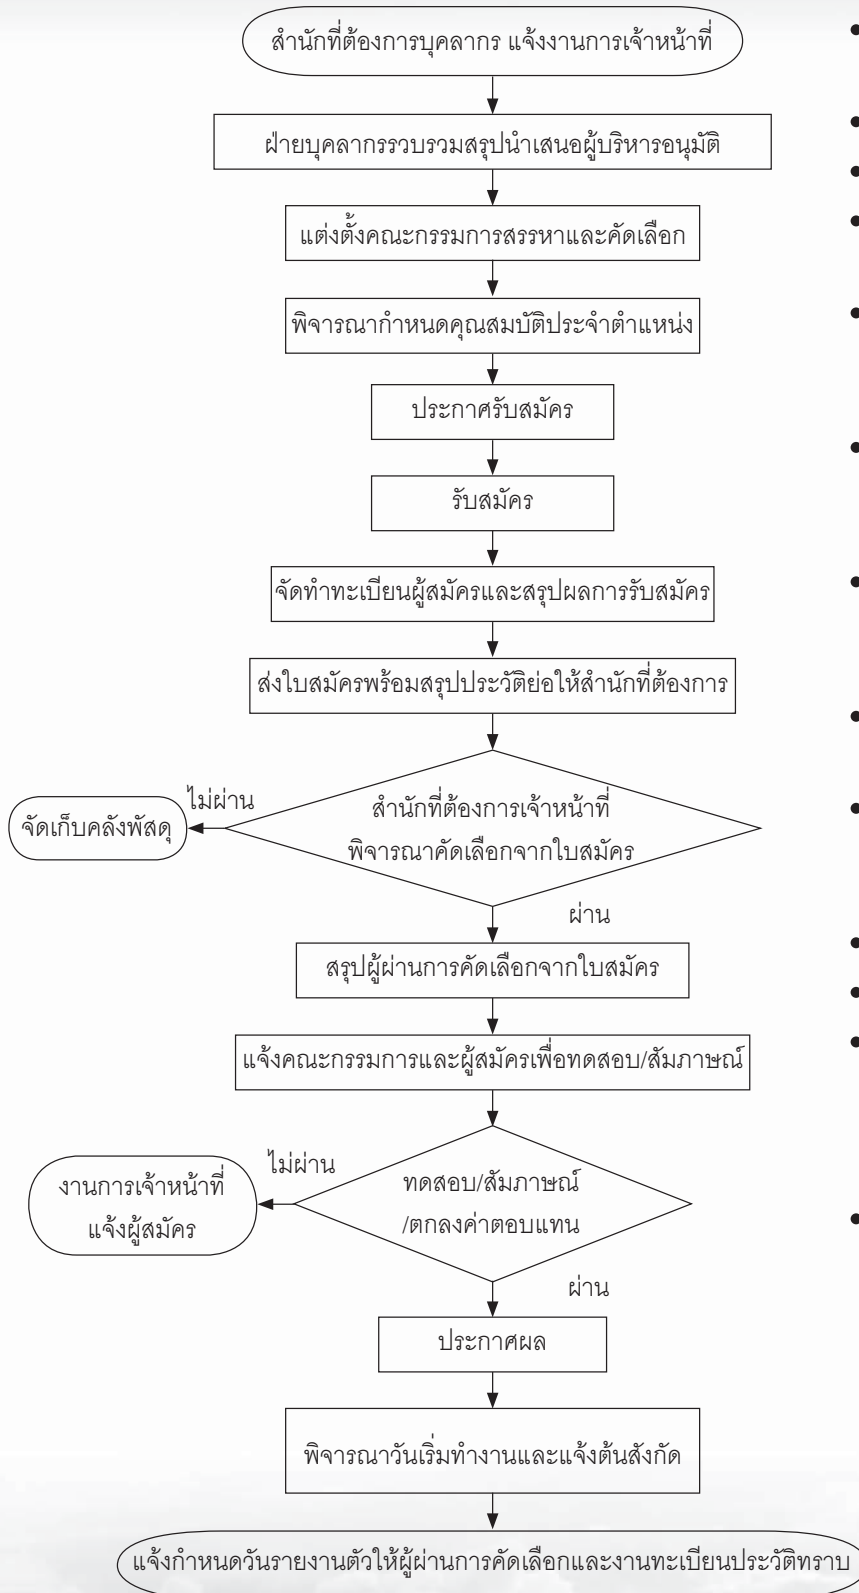 สำนักที่ต้องการบุคลากร แจ้งงานการเจ้าหน้าที่
ฝ่ายบุคลากรรวบรวมสรุปนำเสนอผู้บริหารอนุมัติ
แต่งตั้งคณะกรรมการสรรหาและคัดเลือก
พิจารณากำหนดคุณสมบัติประจำตำแหน่ง
ประกาศรับสมัคร
รับสมัคร
จัดทำทะเบียนผู้สมัครและสรุปผลการรับสมัคร
ส่งใบสมัครพร้อมสรุปประวัติย่อให้สำนักที่ต้องการ
ไม่ผ่าน
จัดเก็บคลังพัสดุ
สำนักที่ต้องการเจ้าหน้าที่
พิจารณาคัดเลือกจากใบสมัคร
ผ่าน
สรุปผู้ผ่านการคัดเลือกจากใบสมัคร
แจ้งคณะกรรมการและผู้สมัครเพื่อทดสอบ/สัมภาษณ์
ไม่ผ่าน
งานการเจ้าหน้าที่
แจ้งผู้สมัคร
ทดสอบ/สัมภาษณ์
/ตกลงค่าตอบแทน
ผ่าน
ประกาศผล
พิจารณาวันเริ่มทำงานและแจ้งต้นสังกัด
แจ้งกำหนดวันรายงานตัวให้ผู้ผ่านการคัดเลือกและงานทะเบียนประวัติทราบ